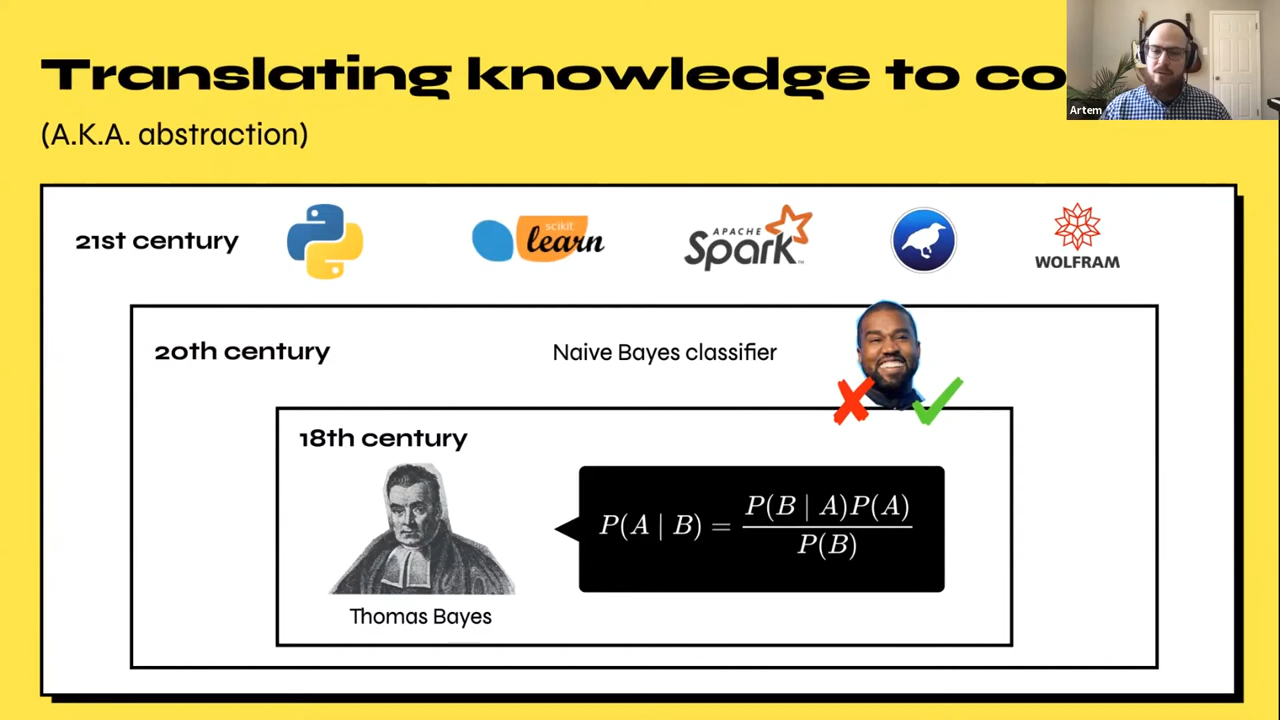 Translating knowledge to co
(A.K.A. abstraction)
Artem
21st century
scikit
learn
APACHE
Spark™
WOLFRAM
20th century
Naive Bayes classifier
18th century
P(A | B) = P(B | A)P(A) / P(B)
Thomas Bayes